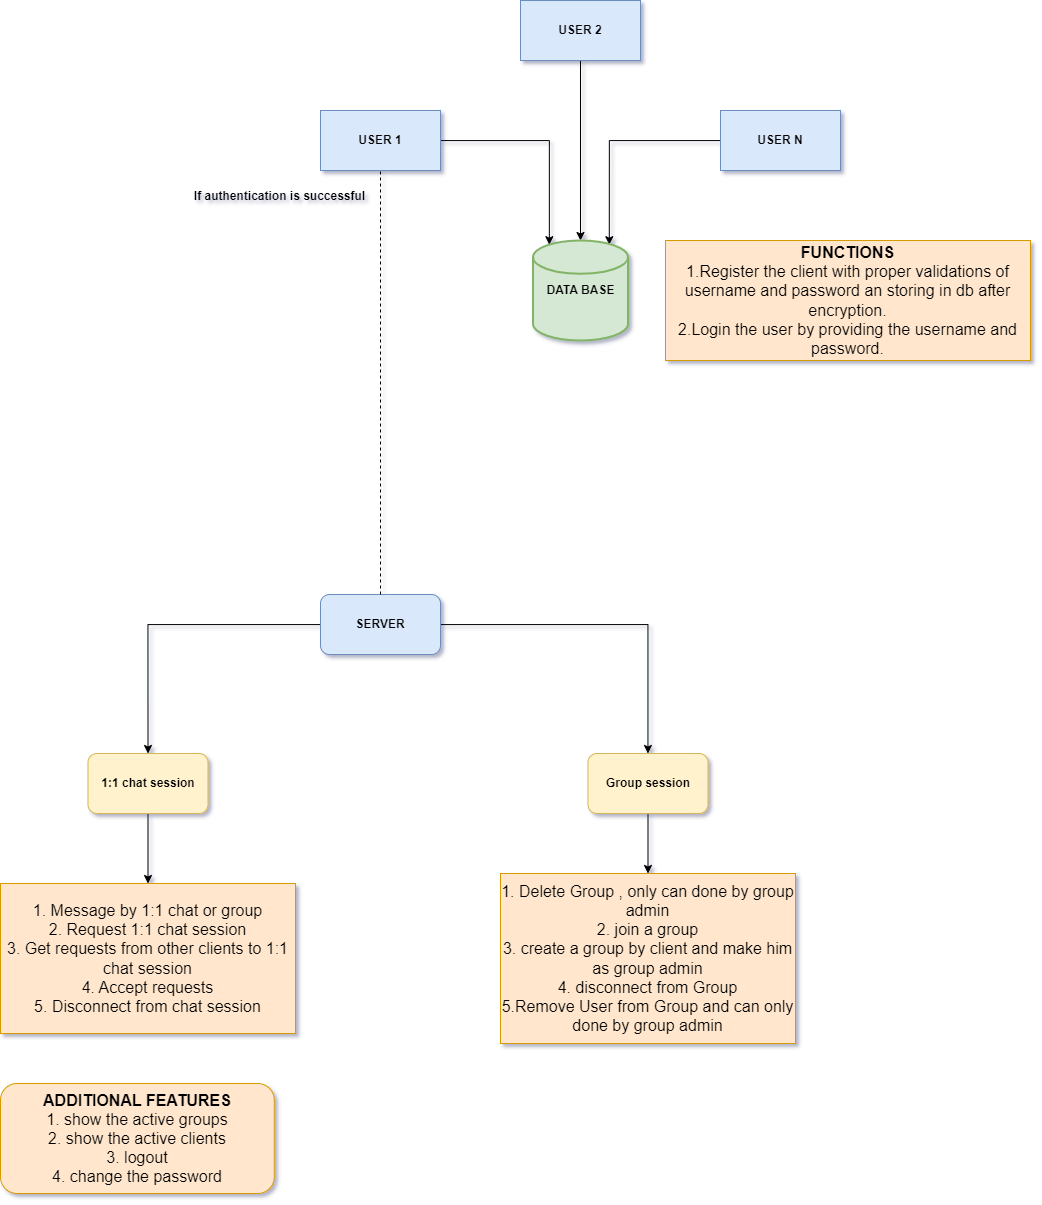 USER 2
USER 1
USER N
If authentication is successful
DATA BASE
FUNCTIONS
1.Register the client with proper validations of
username and password an storing in db after
encryption.
2.Login the user by providing the username and
password.
SERVER
1:1 chat session
Group session
1. Message by 1:1 chat or group
2. Request 1:1 chat session
3. Get requests from other clients to 1:1
chat session
4. Accept requests
5. Disconnect from chat session
1. Delete Group , only can done by group
admin
2. join a group
3. create a group by client and make him
as group admin
4. disconnect from Group
5.Remove User from Group and can only
done by group admin
ADDITIONAL FEATURES
1. show the active groups
2. show the active clients
3. logout
4. change the password